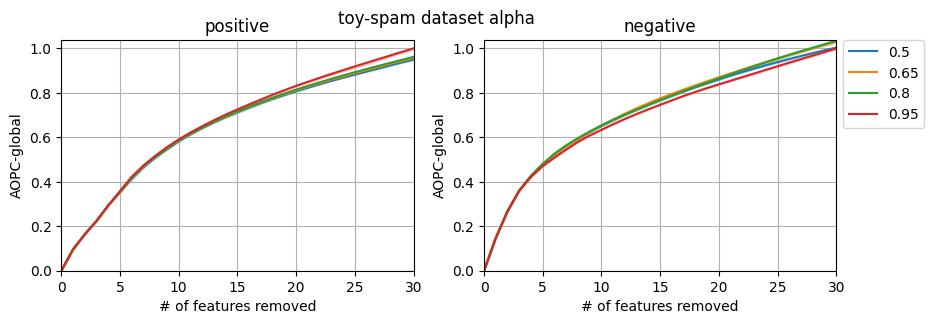 toy-spam dataset alpha
positive
AOPC-global
1.0
0.8
0.6
0.4
0.2
0.0
0 5 10 15 20 25 30
# of features removed
negative
AOPC-global
1.0
0.8
0.6
0.4
0.2
0.0
0 5 10 15 20 25 30
# of features removed
0.5
0.65
0.8
0.95